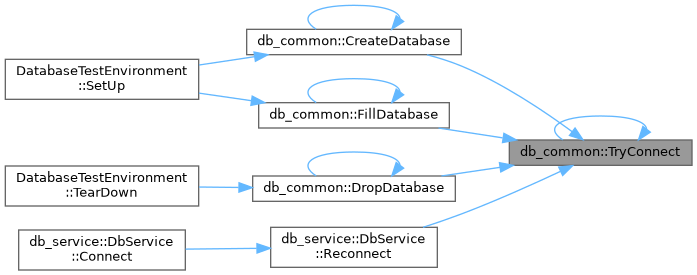 db_common::CreateDatabase
DatabaseTestEnvironment
::SetUp
db_common::FillDatabase
db_common::TryConnect
DatabaseTestEnvironment
::TearDown
db_common::DropDatabase
db_service::DbService
::Connect
db_service::DbService
::Reconnect